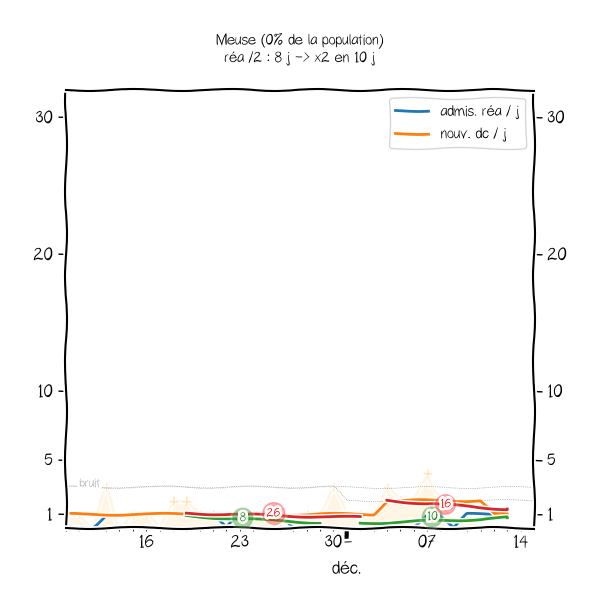 Meuse (0% de la population)
réa /2 : 8 j -> x2 en 10 j
admis. réa / j
nouv. dc / j
30 30
20 20
10 10
5 5
bruit
1 1
8 26 10 16
16 23 30 07 14
déc.